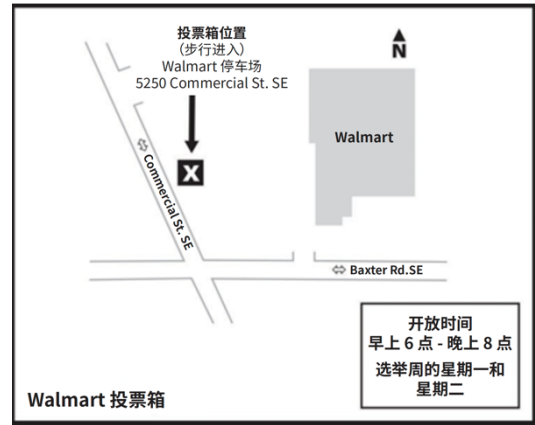 投票箱位置
（步行进入）
Walmart 停车场
5250 Commercial St. SE
N
Walmart
X
Commercial St. SE
Baxter Rd.SE
开放时间
早上 6 点 - 晚上 8 点
选举周的星期一和
星期二
Walmart 投票箱